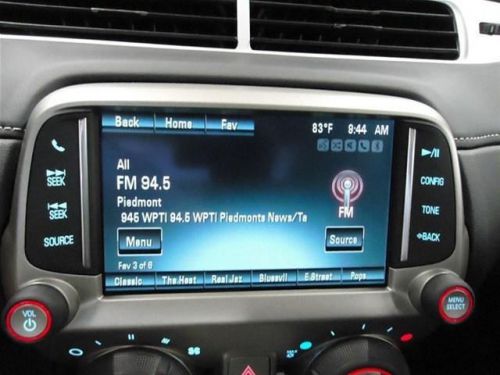 Back Home Fav 83°F 9:44 AM
All
FM 94.5
Piedmont
945 WPTI 94.5 WPTI Piedmonts News/Ta
FM
Menu Source
Fav 3 of 6
Classic The Heat Real Jaz Bluesvil E Street Pops
SEEK
SEEK
SOURCE
CONFIG
TONE
BACK
VOL
MENU
SELECT